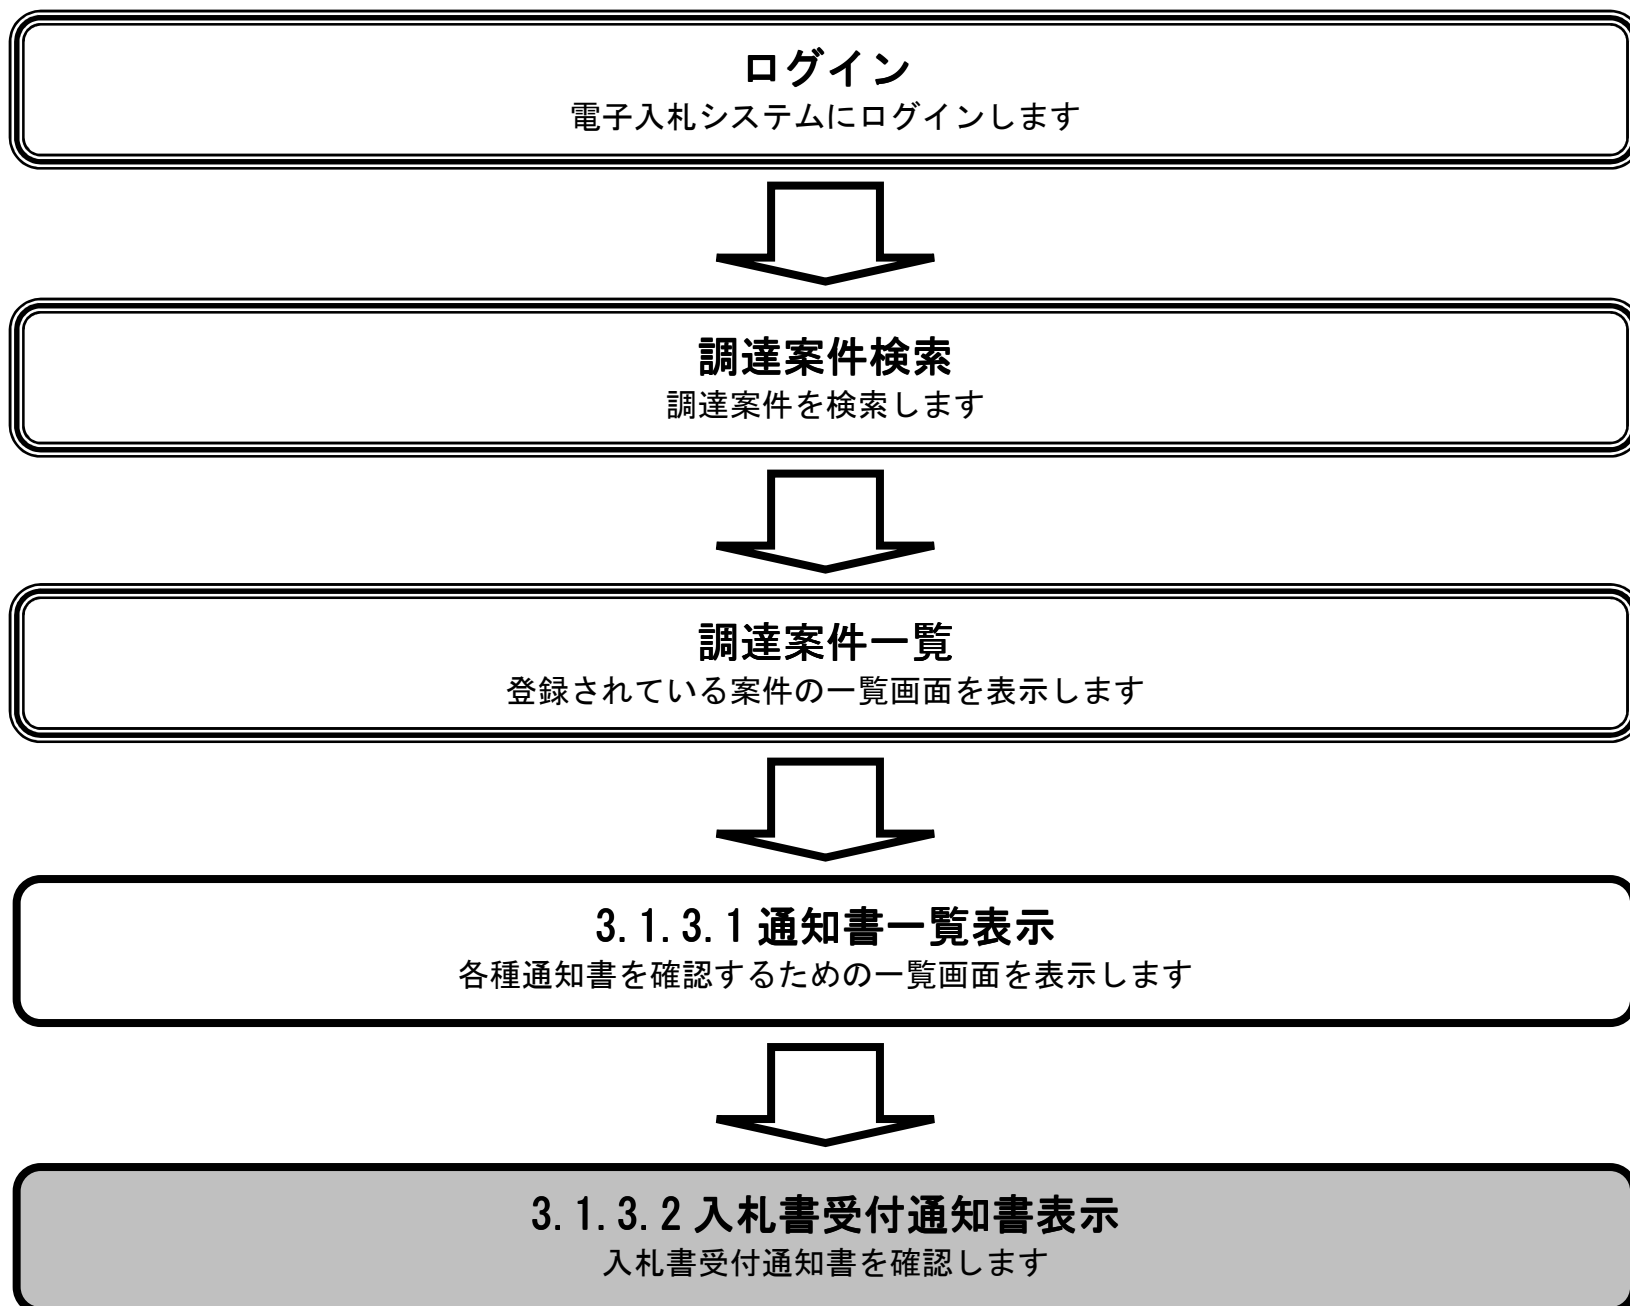 ログイン
電子入札システムにログインします
調達案件検索
調達案件を検索します
調達案件一覧
登録されている案件の一覧画面を表示します
3.1.3.1通知書一覧表示
各種通知書を確認するための一覧画面を表示します
3.1.3.2入札書受付通知書表示
入札書受付通知書を確認します